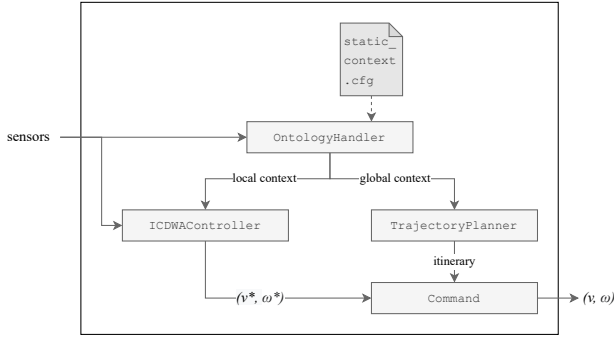 static_
context
.cfg
sensors
OntologyHandler
local context
global context
ICDWAController
TrajectoryPlanner
itinerary
(v*, ω*)
Command
(v, ω)